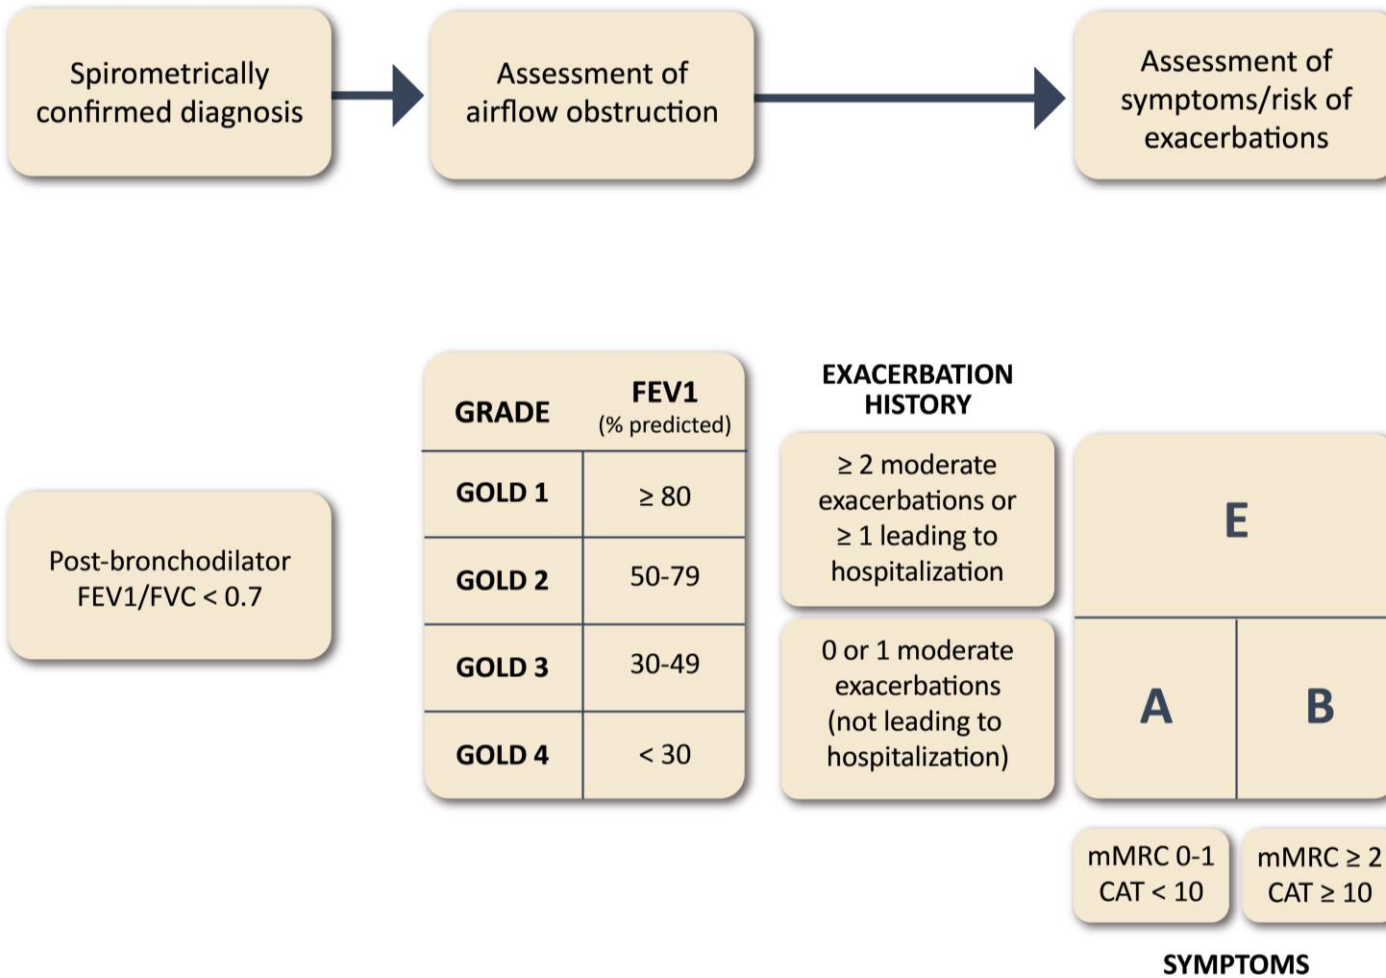 Spirometrically
confirmed diagnosis
Assessment of
airflow obstruction
Assessment of
symptoms/risk of
exacerbations
Post-bronchodilator
FEV1/FVC < 0.7
GRADE
FEV1
(% predicted)
GOLD 1
≥ 80
GOLD 2
50-79
GOLD 3
30-49
GOLD 4
< 30
EXACERBATION
HISTORY
≥ 2 moderate
exacerbations or
≥ 1 leading to
hospitalization
0 or 1 moderate
exacerbations
(not leading to
hospitalization)
E
A
B
mMRC 0-1
CAT < 10
mMRC ≥ 2
CAT ≥ 10
SYMPTOMS